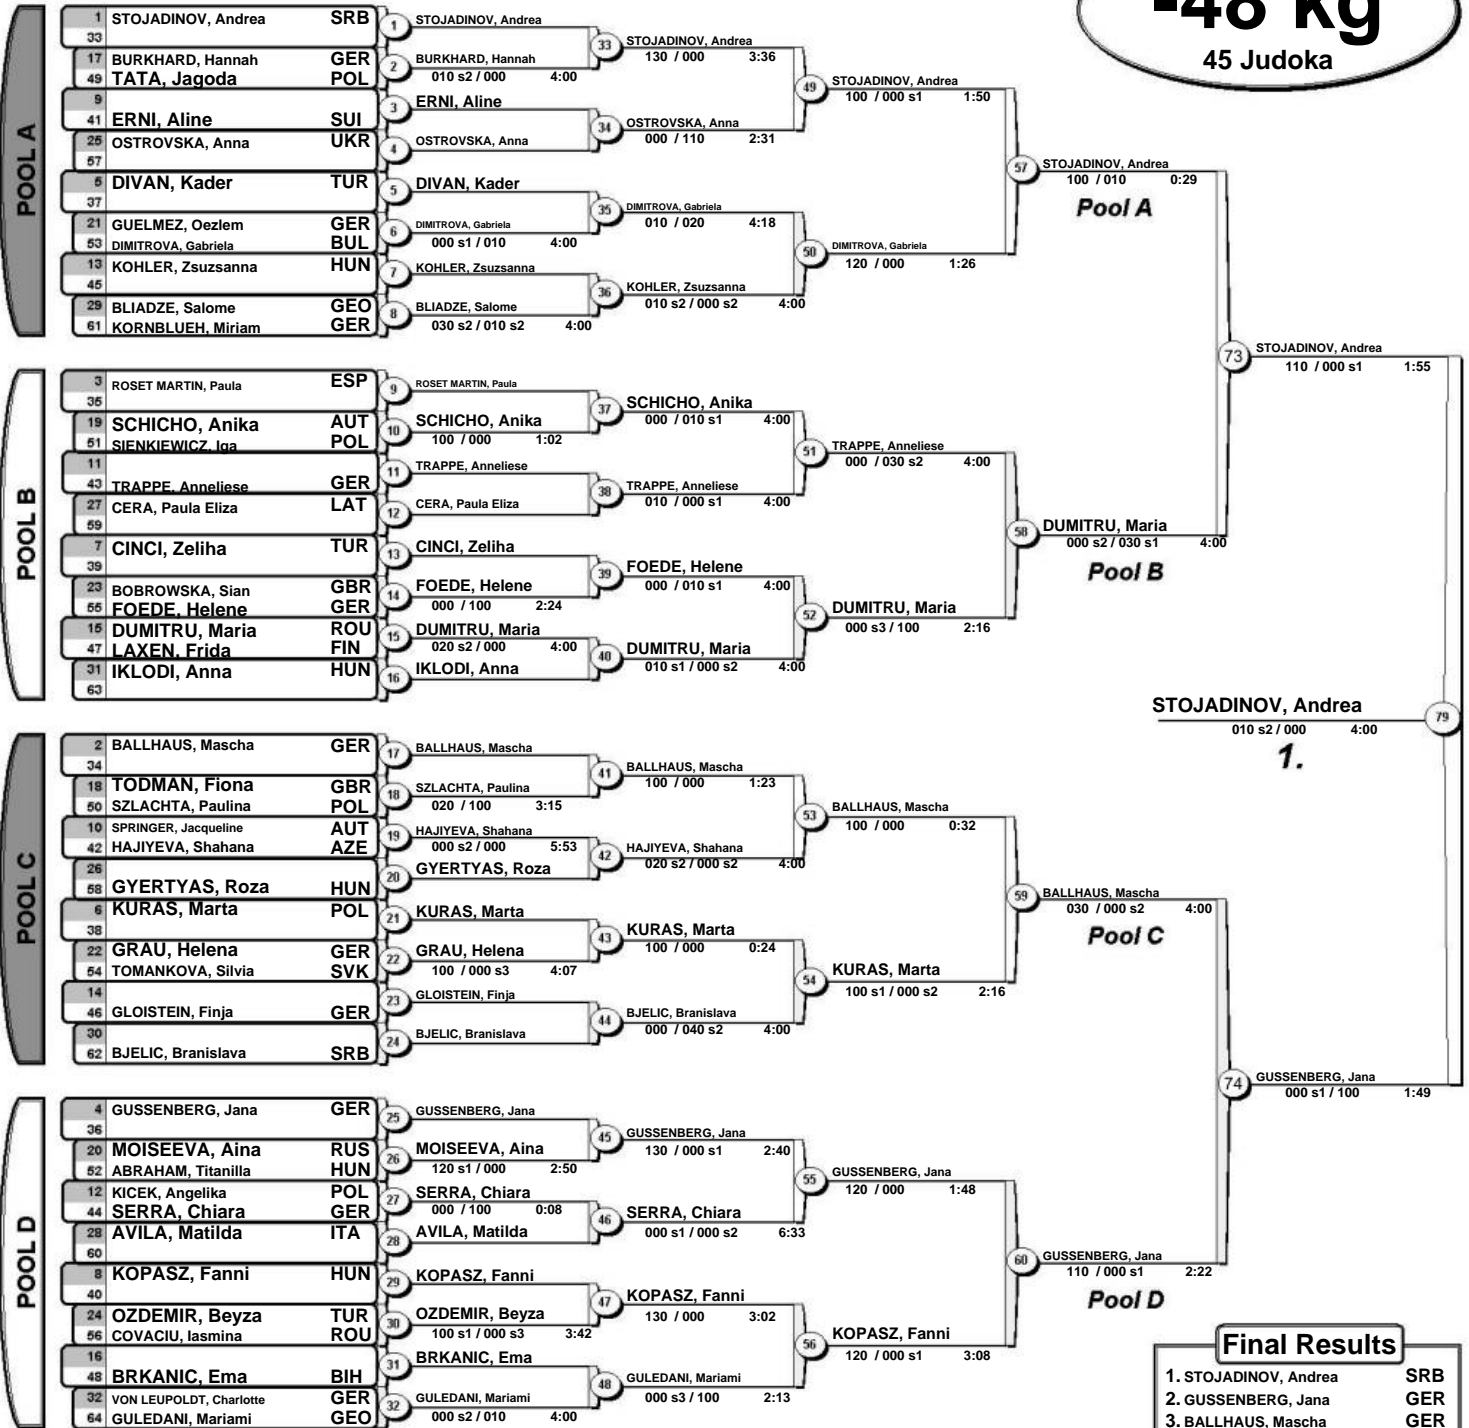 -48 kg
45 Judoka
POOL A
1 STOJADINOV, Andrea SRB
33
17 BURKHARD, Hannah GER
49 TATA, Jagoda POL
9
41 ERNI, Aline SUI
25 OSTROVSKA, Anna UKR
57
5 DIVAN, Kader TUR
37
21 GUELMEZ, Oezlem GER
53 DIMITROVA, Gabriela BUL
13 KOHLER, Zsuzsanna HUN
45
29 BLIADZE, Salome GEO
61 KORNBLUEH, Miriam GER
1 STOJADINOV, Andrea
2 BURKHARD, Hannah
010 s2 / 000 4:00
3 ERNI, Aline
4 OSTROVSKA, Anna
5 DIVAN, Kader
6 DIMITROVA, Gabriela
000 s1 / 010 4:00
7 KOHLER, Zsuzsanna
8 BLIADZE, Salome
030 s2 / 010 s2 4:00
33 STOJADINOV, Andrea
130 / 000 3:36
34 OSTROVSKA, Anna
000 / 110 2:31
35 DIMITROVA, Gabriela
010 / 020 4:18
36 KOHLER, Zsuzsanna
010 s2 / 000 s2 4:00
49 STOJADINOV, Andrea
100 / 000 s1 1:50
50 DIMITROVA, Gabriela
120 / 000 1:26
57 STOJADINOV, Andrea
100 / 010 0:29
Pool A
POOL B
3 ROSET MARTIN, Paula ESP
35
19 SCHICHO, Anika AUT
51 SIENKIEWICZ, Iga POL
11
43 TRAPPE, Anneliese GER
27 CERA, Paula Eliza LAT
59
7 CINCI, Zeliha TUR
39
23 BOBROWSKA, Sian GBR
55 FOEDE, Helene GER
15 DUMITRU, Maria ROU
47 LAXEN, Frida FIN
31 IKLODI, Anna HUN
63
9 ROSET MARTIN, Paula
10 SCHICHO, Anika
100 / 000 1:02
11 TRAPPE, Anneliese
12 CERA, Paula Eliza
13 CINCI, Zeliha
14 FOEDE, Helene
000 / 100 2:24
15 DUMITRU, Maria
020 s2 / 000 4:00
16 IKLODI, Anna
37 SCHICHO, Anika
000 / 010 s1 4:00
38 TRAPPE, Anneliese
010 / 000 s1 4:00
39 FOEDE, Helene
000 / 010 s1 4:00
40 DUMITRU, Maria
010 s1 / 000 s2 4:00
51 TRAPPE, Anneliese
000 / 030 s2 4:00
52 DUMITRU, Maria
000 s3 / 100 2:16
58 DUMITRU, Maria
000 s2 / 030 s1 4:00
Pool B
73 STOJADINOV, Andrea
110 / 000 s1 1:55
STOJADINOV, Andrea 79
010 s2 / 000 4:00
1.
POOL C
2 BALLHAUS, Mascha GER
34
18 TODMAN, Fiona GBR
50 SZLACHTA, Paulina POL
10 SPRINGER, Jacqueline AUT
42 HAJIYEVA, Shahana AZE
26
58 GYERTYAS, Roza HUN
6 KURAS, Marta POL
38
22 GRAU, Helena GER
54 TOMANKOVA, Silvia SVK
14
46 GLOISTEIN, Finja GER
30
62 BJELIC, Branislava SRB
17 BALLHAUS, Mascha
18 SZLACHTA, Paulina
020 / 100 3:15
19 HAJIYEVA, Shahana
000 s2 / 000 5:53
20 GYERTYAS, Roza
21 KURAS, Marta
22 GRAU, Helena
100 / 000 s3 4:07
23 GLOISTEIN, Finja
24 BJELIC, Branislava
41 BALLHAUS, Mascha
100 / 000 1:23
42 HAJIYEVA, Shahana
020 s2 / 000 s2 4:00
43 KURAS, Marta
100 / 000 0:24
44 BJELIC, Branislava
000 / 040 s2 4:00
53 BALLHAUS, Mascha
100 / 000 0:32
54 KURAS, Marta
100 s1 / 000 s2 2:16
59 BALLHAUS, Mascha
030 / 000 s2 4:00
Pool C
POOL D
4 GUSSENBERG, Jana GER
36
20 MOISEEVA, Aina RUS
52 ABRAHAM, Titanilla HUN
12 KICEK, Angelika POL
44 SERRA, Chiara GER
28 AVILA, Matilda ITA
60
8 KOPASZ, Fanni HUN
40
24 OZDEMIR, Beyza TUR
56 COVACIU, Iasmina ROU
16
48 BRKANIC, Ema BIH
32 VON LEUPOLDT, Charlotte GER
64 GULEDANI, Mariami GEO
25 GUSSENBERG, Jana
26 MOISEEVA, Aina
120 s1 / 000 2:50
27 SERRA, Chiara
000 / 100 0:08
28 AVILA, Matilda
29 KOPASZ, Fanni
30 OZDEMIR, Beyza
100 s1 / 000 s3 3:42
31 BRKANIC, Ema
32 GULEDANI, Mariami
000 s2 / 010 4:00
45 GUSSENBERG, Jana
130 / 000 s1 2:40
46 SERRA, Chiara
000 s1 / 000 s2 6:33
47 KOPASZ, Fanni
130 / 000 3:02
48 GULEDANI, Mariami
000 s3 / 100 2:13
55 GUSSENBERG, Jana
120 / 000 1:48
56 KOPASZ, Fanni
120 / 000 s1 3:08
60 GUSSENBERG, Jana
110 / 000 s1 2:22
Pool D
74 GUSSENBERG, Jana
000 s1 / 100 1:49
Final Results
1. STOJADINOV, Andrea SRB
2. GUSSENBERG, Jana GER
3. BALLHAUS, Mascha GER